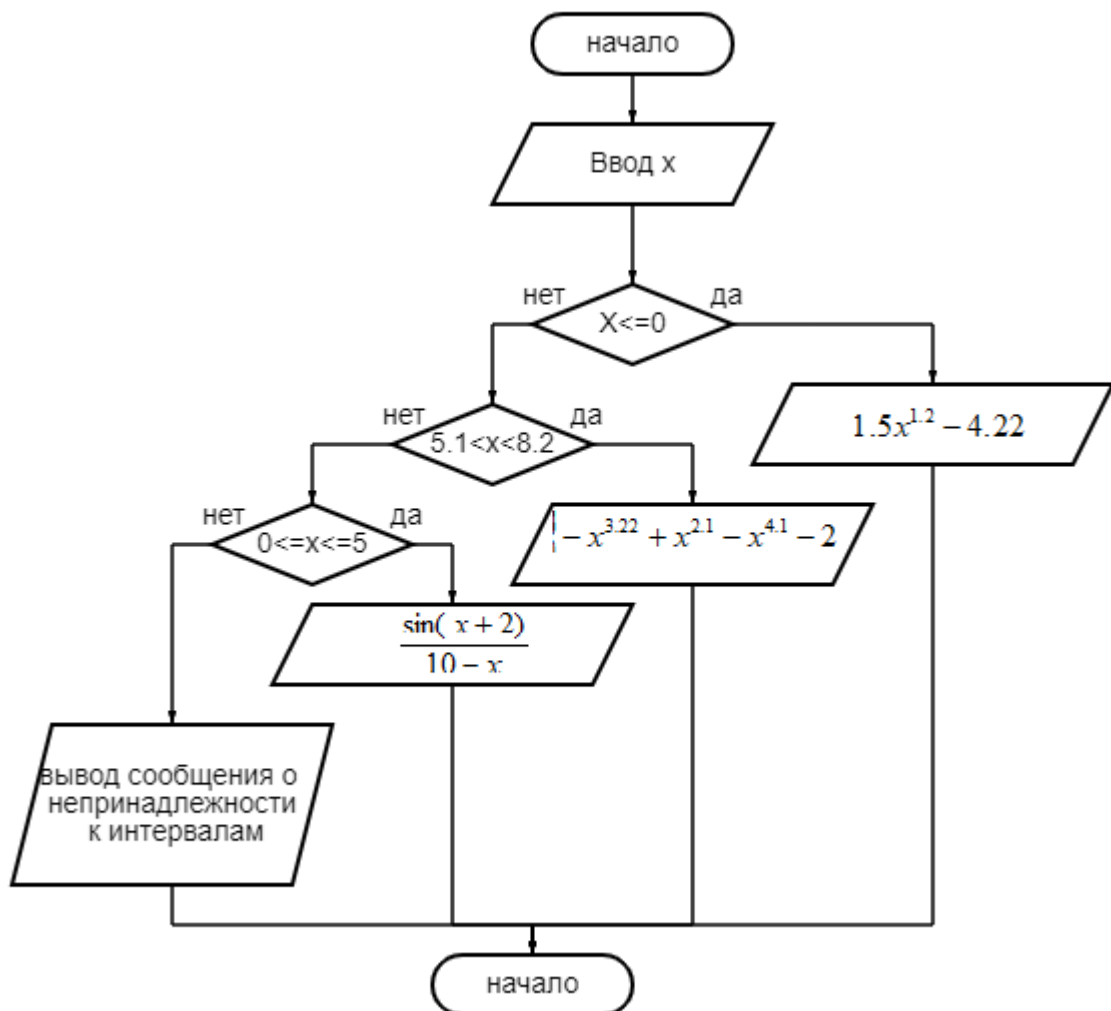 начало
Ввод х
нет
да
X<=0
1.5x^{1.2} − 4.22
нет
да
5.1<x<8.2
− x^{3.22} + x^{2.1} − x^{4.1} − 2
нет
да
0<=x<=5
sin( x + 2)
10 − x
вывод сообщения о
непринадлежности
к интервалам
начало